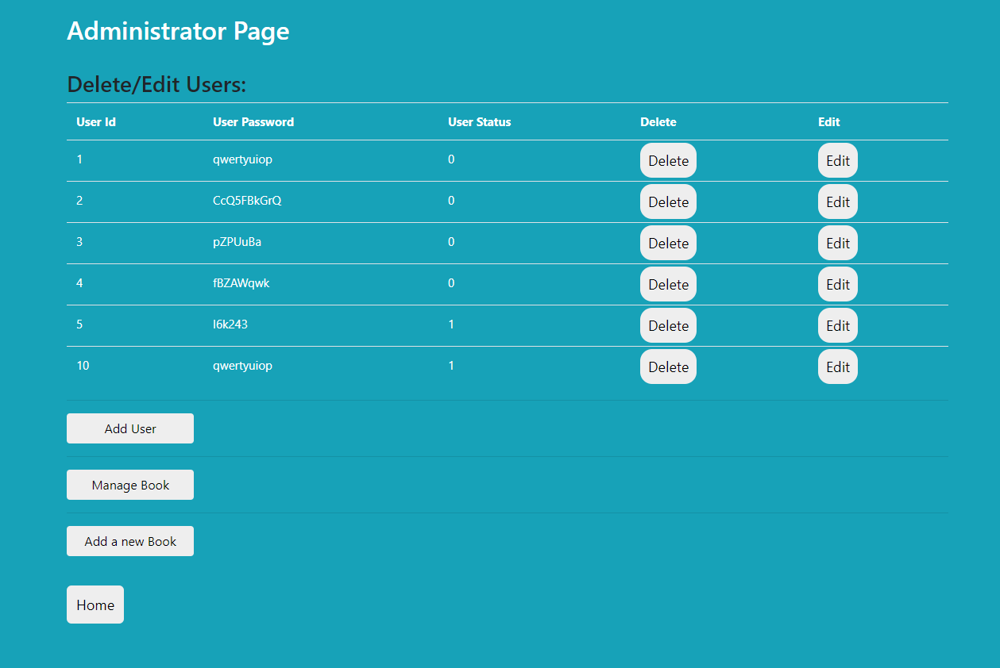 Administrator Page
Delete/Edit Users:
User Id User Password User Status Delete Edit
1 qwertyuiop 0 Delete Edit
2 CcQ5FBkGrQ 0 Delete Edit
3 pZPUuBa 0 Delete Edit
4 fBZAWqwk 0 Delete Edit
5 l6k243 1 Delete Edit
10 qwertyuiop 1 Delete Edit
Add User
Manage Book
Add a new Book
Home